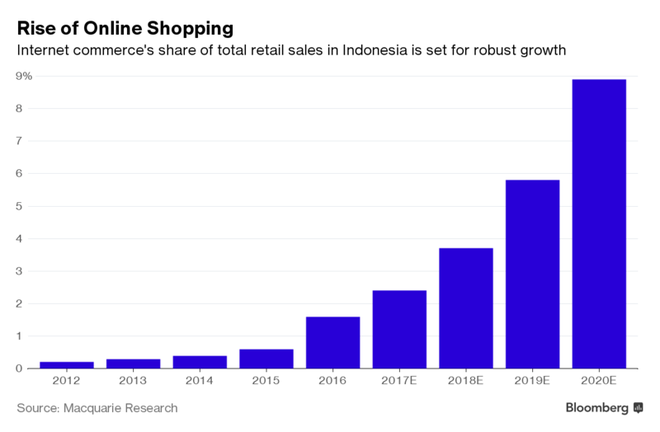 Rise of Online Shopping
Internet commerce's share of total retail sales in Indonesia is set for robust growth
9%
8
7
6
5
4
3
2
1
0
2012 2013 2014 2015 2016 2017E 2018E 2019E 2020E
Source: Macquarie Research
Bloomberg